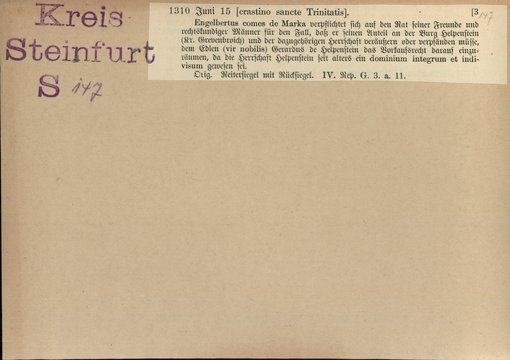 Kreis
Steinfurt
S 147
1310 Juni 15 [crastino sancte Trinitatis]. [3
147
Engelbertus comes de Marka verpflichtet sich auf den Rat seiner Freunde und
rechtskundiger Männer für den Fall, daß er seinen Anteil an der Burg Helpenstein
(Kr. Grevenbroich) und der dazugehörigen Herrschaft veräußern oder verpfänden müsse,
dem Edlen (vir nobilis) Gerardus de Helpenstein das Vorkaufsrecht darauf einzu-
räumen, da die Herrschaft Helpenstein seit alters ein dominium integrum et indi-
visum gewesen sei.
Orig. Reitersiegel mit Rücksiegel. IV. Rep. G. 3. a. 11.